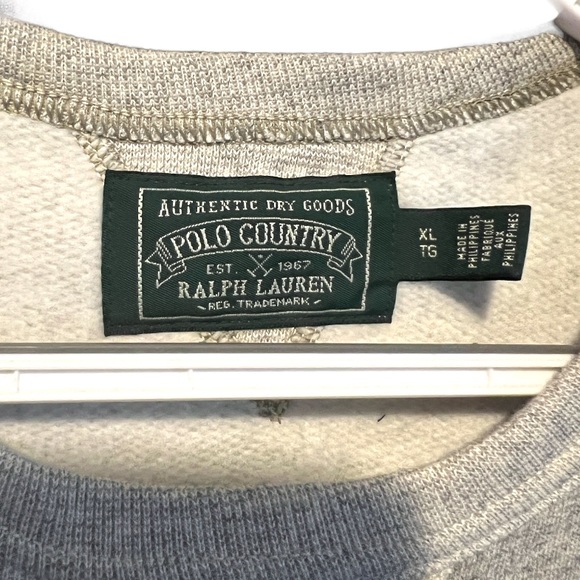 AUTHENTIC DRY GOODS
POLO COUNTRY
EST. 1967
RALPH LAUREN
REG. TRADEMARK
XL
TG
MADE IN
PHILIPPINES
FABRIQUÉ
AUX
PHILIPPINES